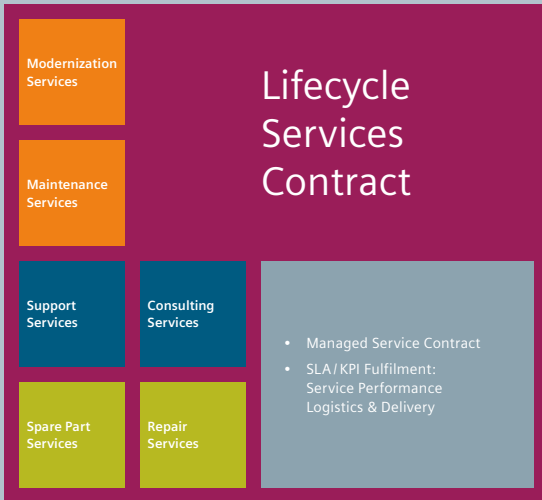 Modernization
Services
Lifecycle
Services
Contract
Maintenance
Services
Support
Services
Consulting
Services
• Managed Service Contract
• SLA / KPI Fulfilment:
Service Performance
Logistics & Delivery
Spare Part
Services
Repair
Services